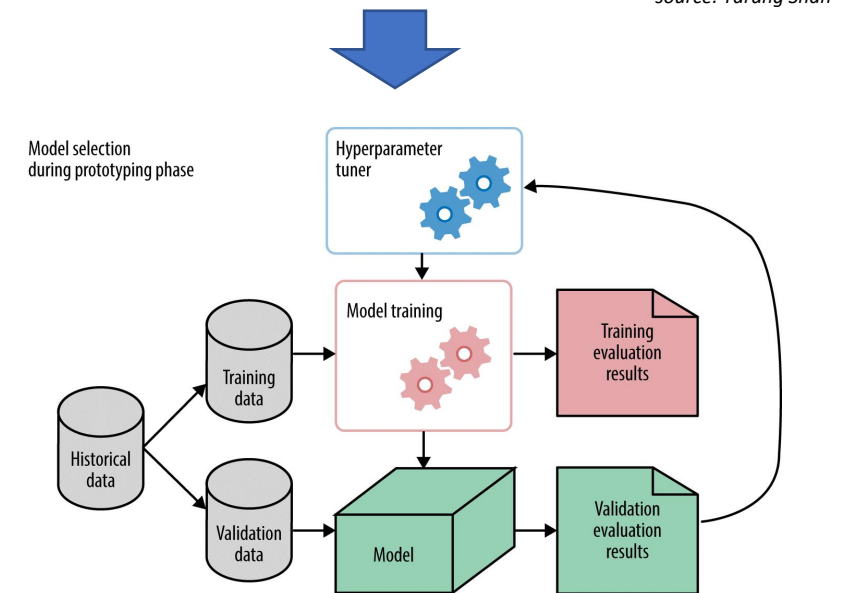 Model selection
during prototyping phase
Hyperparameter
tuner
Model training
Training
evaluation
results
Training
data
Historical
data
Validation
data
Model
Validation
evaluation
results